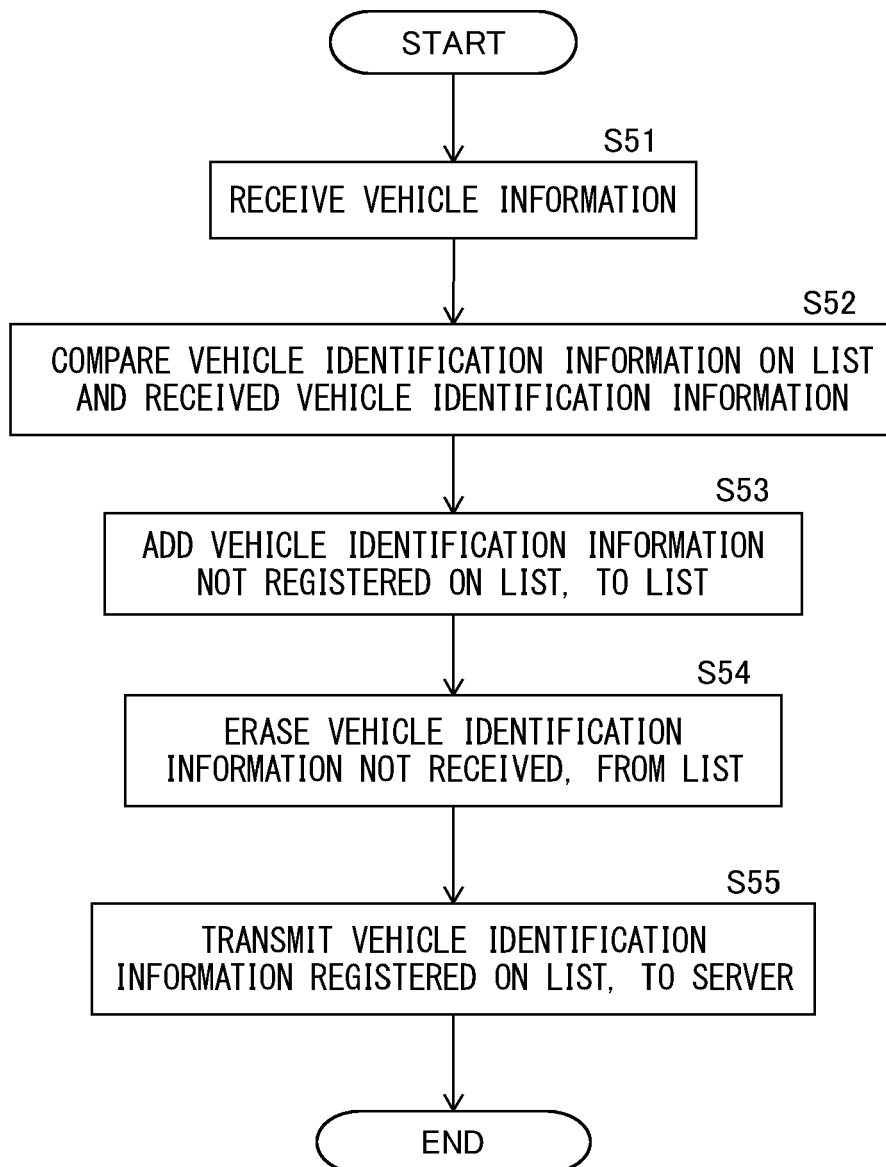 START
S51
RECEIVE VEHICLE INFORMATION
S52
COMPARE VEHICLE IDENTIFICATION INFORMATION ON LIST
AND RECEIVED VEHICLE IDENTIFICATION INFORMATION
S53
ADD VEHICLE IDENTIFICATION INFORMATION
NOT REGISTERED ON LIST, TO LIST
S54
ERASE VEHICLE IDENTIFICATION
INFORMATION NOT RECEIVED, FROM LIST
S55
TRANSMIT VEHICLE IDENTIFICATION
INFORMATION REGISTERED ON LIST, TO SERVER
END